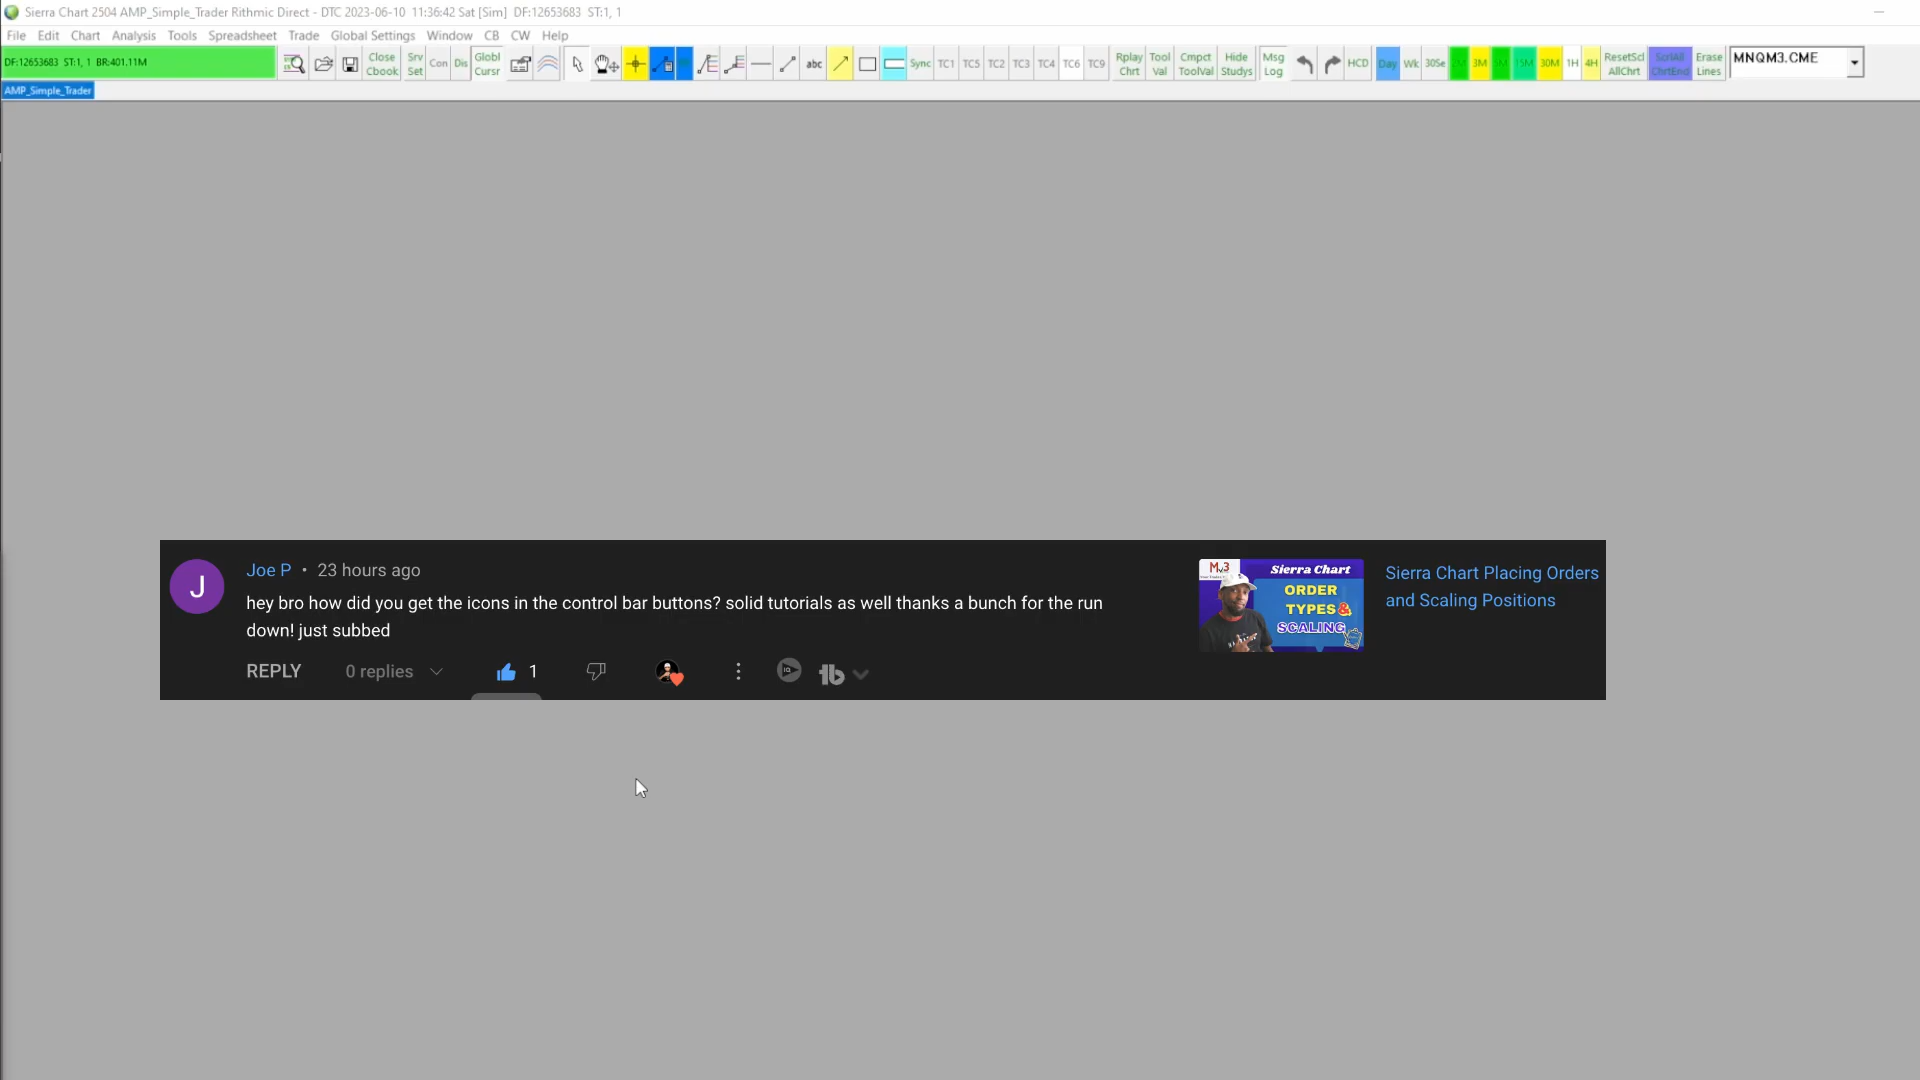 Sierra Chart 2504 AMP_Simple_Trader Rithmic Direct - DTC 2023-06-10 11:36:42 Sat [Sim] DF:12653683 ST:1, 1
File Edit Chart Analysis Tools Spreadsheet Trade Global Settings Window CB CW Help
DF:12653683 ST:1, 1 BR:401.11M
Close Cbook Srv Set Con Dis Globl Cursr abc Sync TC1 TC5 TC2 TC3 TC4 TC6 TC9 Rplay Chrt Tool Val Cmpct ToolVal Hide Studys Msg Log HCD Day Wk 30Se 3M 15M 30M 1H 4H ResetScl AllChrt ScrlAll ChrtEnd Erase Lines MNQM3.CME
AMP_Simple_Trader
J
Joe P • 23 hours ago
hey bro how did you get the icons in the control bar buttons? solid tutorials as well thanks a bunch for the run
down! just subbed
REPLY 0 replies 1 tb
Sierra Chart
ORDER
TYPES&
SCALING
Sierra Chart Placing Orders
and Scaling Positions